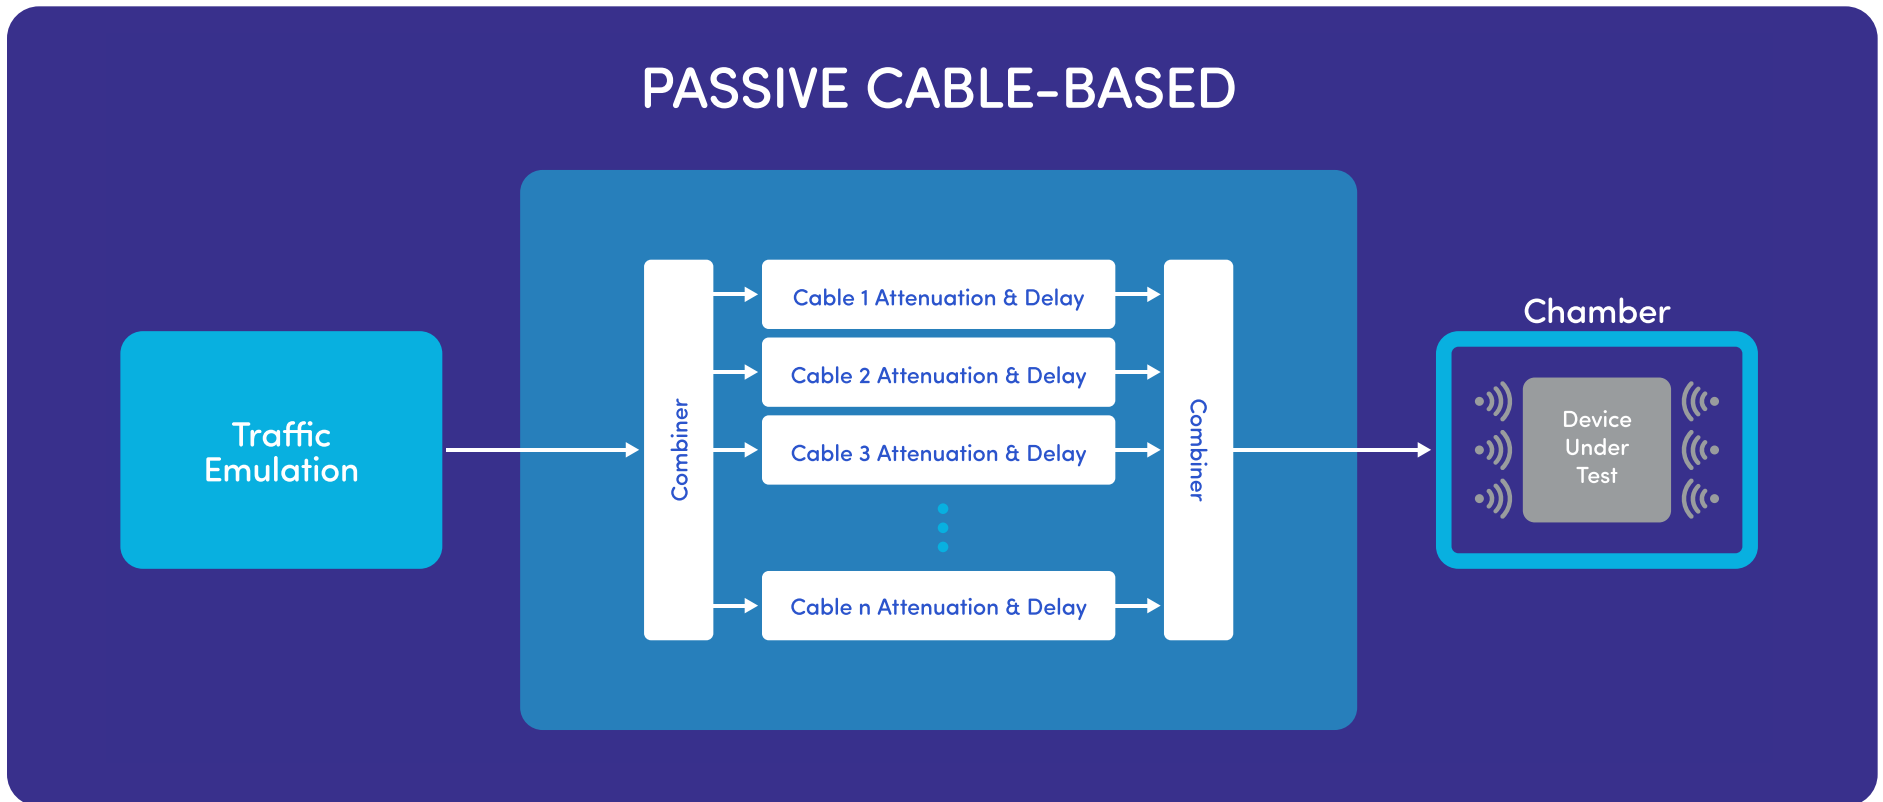 PASSIVE CABLE-BASED
Traffic
Emulation
Combiner
Cable 1 Attenuation & Delay
Cable 2 Attenuation & Delay
Cable 3 Attenuation & Delay
Cable n Attenuation & Delay
Combiner
Chamber
Device
Under
Test